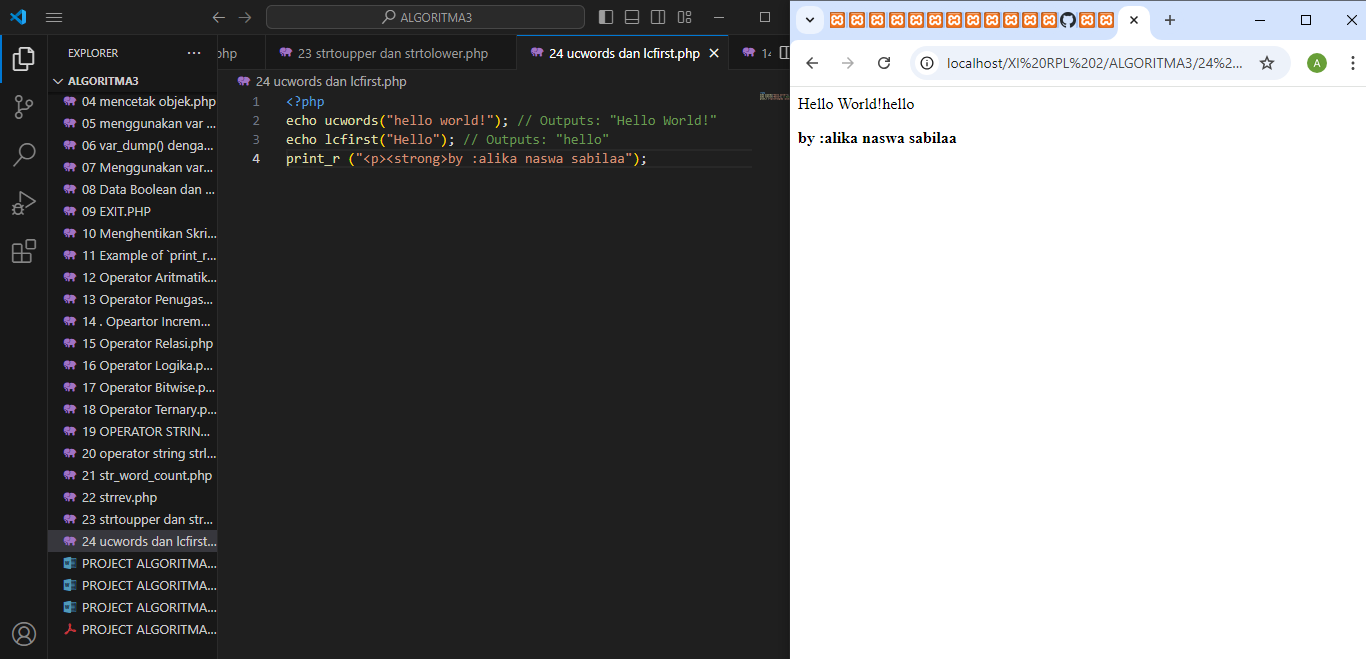 ALGORITMA3
EXPLORER ···
ALGORITMA3
04 mencetak objek.php
05 menggunakan var ...
06 var_dump() denga...
07 Menggunakan var...
08 Data Boolean dan ...
09 EXIT.PHP
10 Menghentikan Skri...
11 Example of `print_r...
12 Operator Aritmatik...
13 Operator Penugas...
14 . Opeartor Increm...
15 Operator Relasi.php
16 Operator Logika.p...
17 Operator Bitwise.p...
18 Operator Ternary.p...
19 OPERATOR STRIN...
20 operator string strl...
21 str_word_count.php
22 strrev.php
23 strtoupper dan str...
24 ucwords dan lcfirst...
PROJECT ALGORITMA...
PROJECT ALGORITMA...
PROJECT ALGORITMA...
PROJECT ALGORITMA...
php
23 strtoupper dan strtolower.php
24 ucwords dan lcfirst.php
14
24 ucwords dan lcfirst.php
1 <?php
2 echo ucwords("hello world!"); // Outputs: "Hello World!"
3 echo lcfirst("Hello"); // Outputs: "hello"
4 print_r ("<p><strong>by :alika naswa sabilaa");
localhost/XI%20RPL%202/ALGORITMA3/24%2...
A
Hello World!hello
by :alika naswa sabilaa